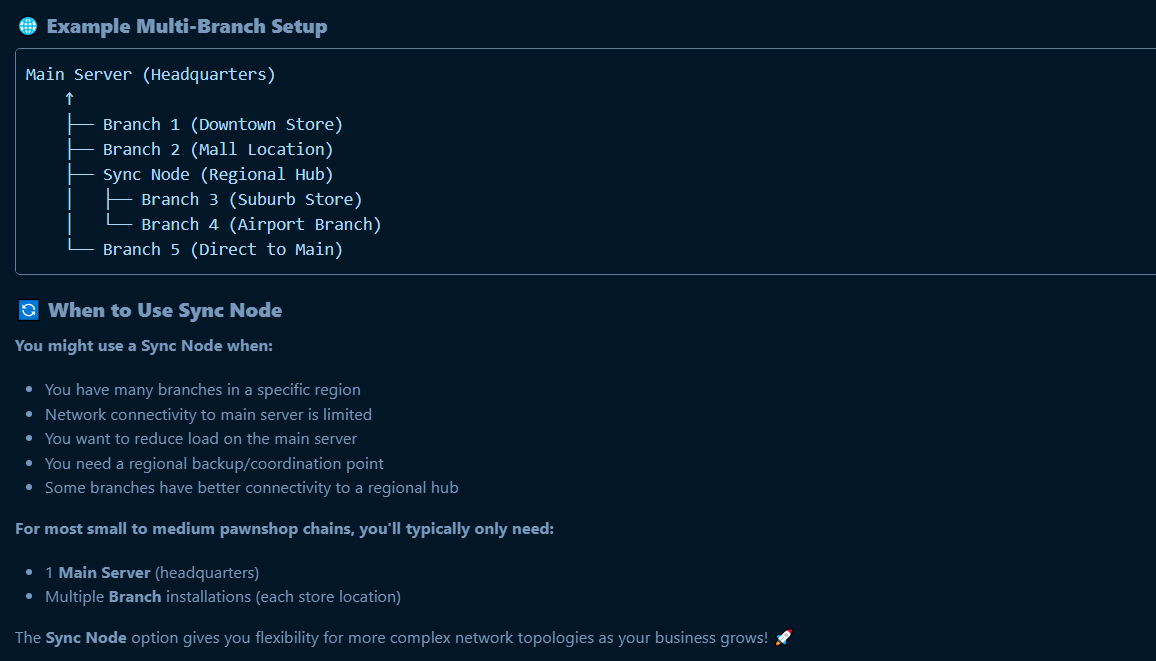 🌐 Example Multi-Branch Setup
Main Server (Headquarters)
    ↑
    ├── Branch 1 (Downtown Store)
    ├── Branch 2 (Mall Location)
    ├── Sync Node (Regional Hub)
    │   ├── Branch 3 (Suburb Store)
    │   └── Branch 4 (Airport Branch)
    └── Branch 5 (Direct to Main)
🔄 When to Use Sync Node
You might use a Sync Node when:
• You have many branches in a specific region
• Network connectivity to main server is limited
• You want to reduce load on the main server
• You need a regional backup/coordination point
• Some branches have better connectivity to a regional hub
For most small to medium pawnshop chains, you'll typically only need:
• 1 Main Server (headquarters)
• Multiple Branch installations (each store location)
The Sync Node option gives you flexibility for more complex network topologies as your business grows! 🚀